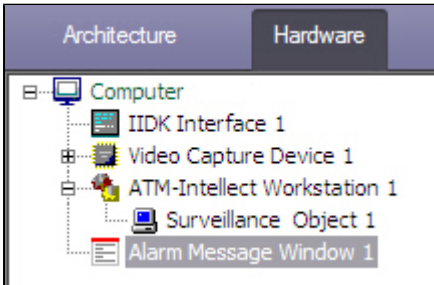 Architecture Hardware
Computer
IIDK Interface 1
Video Capture Device 1
ATM-Intellect Workstation 1
Surveillance Object 1
Alarm Message Window 1